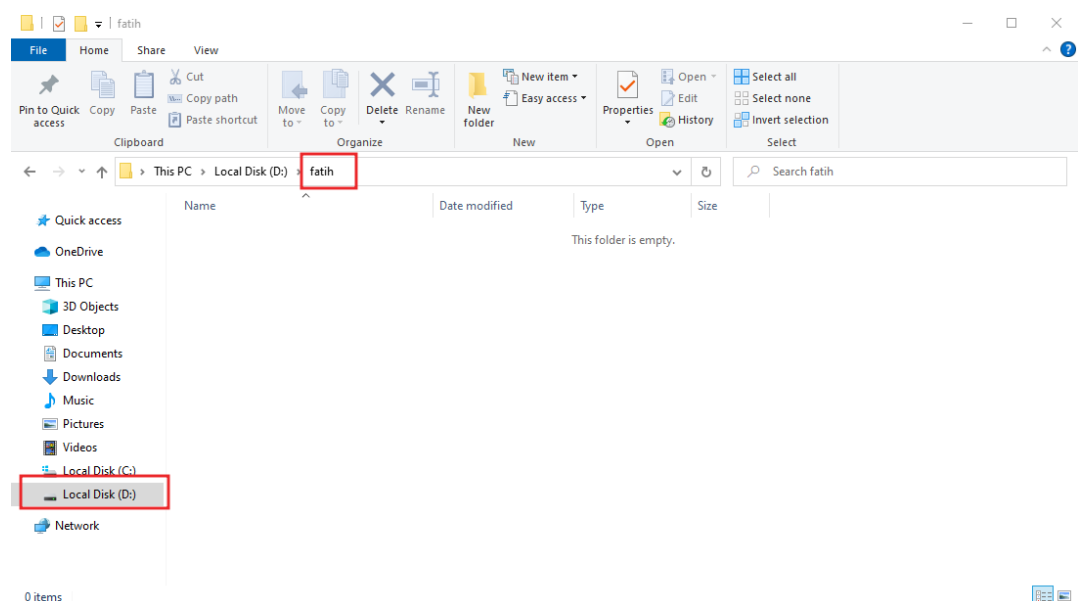 fatih
File Home Share View
Pin to Quick access Copy Paste Cut Copy path Paste shortcut
Clipboard
Move to Copy to Delete Rename
Organize
New folder New item Easy access
New
Properties Open Edit History
Open
Select all Select none Invert selection
Select
This PC Local Disk (D:) fatih
Search fatih
Name Date modified Type Size
This folder is empty.
Quick access
OneDrive
This PC
3D Objects
Desktop
Documents
Downloads
Music
Pictures
Videos
Local Disk (C:)
Local Disk (D:)
Network
0 items